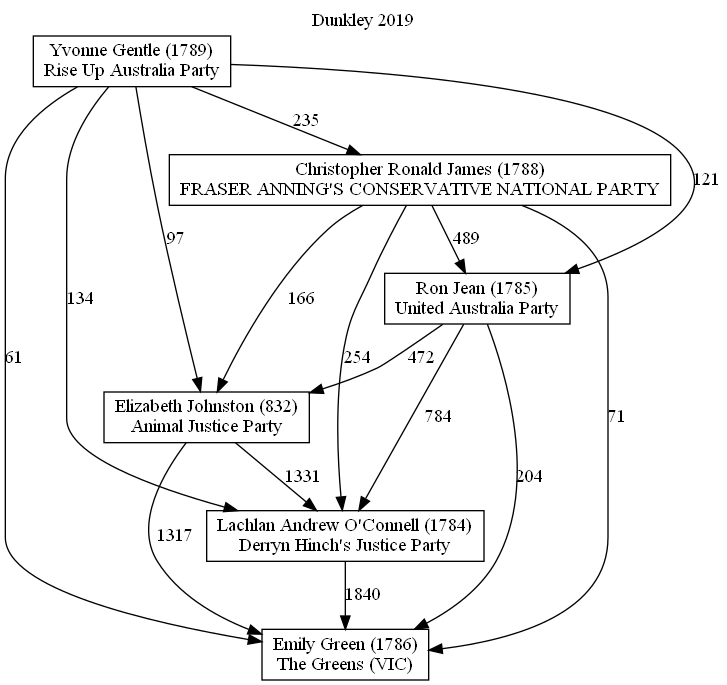 Dunkley 2019
Yvonne Gentle (1789)
Rise Up Australia Party
235
Christopher Ronald James (1788)
FRASER ANNING'S CONSERVATIVE NATIONAL PARTY
121
97
489
Ron Jean (1785)
United Australia Party
61
134
166
254
472
Elizabeth Johnston (832)
Animal Justice Party
784
71
1331
204
Lachlan Andrew O'Connell (1784)
Derryn Hinch's Justice Party
1317
1840
Emily Green (1786)
The Greens (VIC)